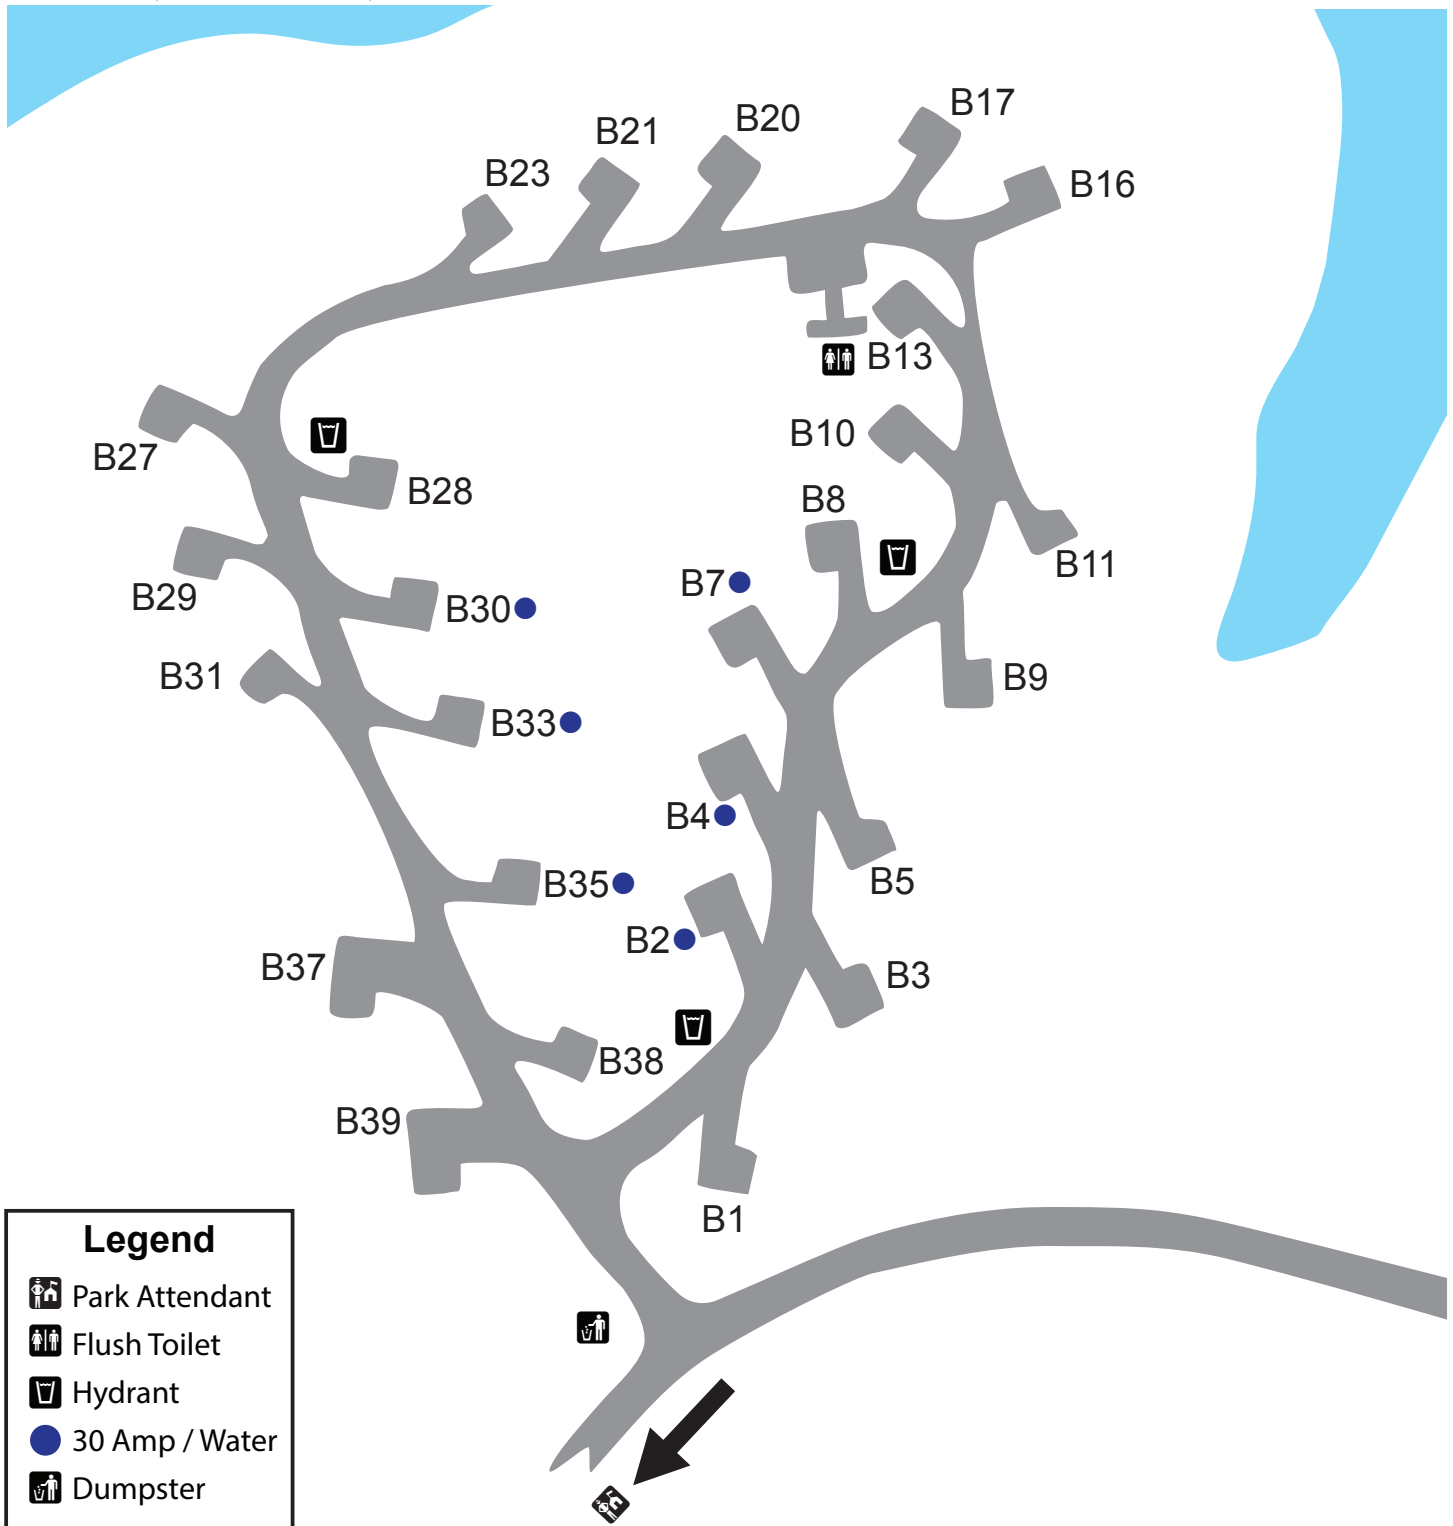 B17
B20
B21
B23
B16
B13
B10
B27
B28
B8
B11
B7
B29
B30
B31
B9
B33
B4
B5
B35
B2
B37
B3
B38
B39
B1
Legend
Park Attendant
Flush Toilet
Hydrant
30 Amp / Water
Dumpster